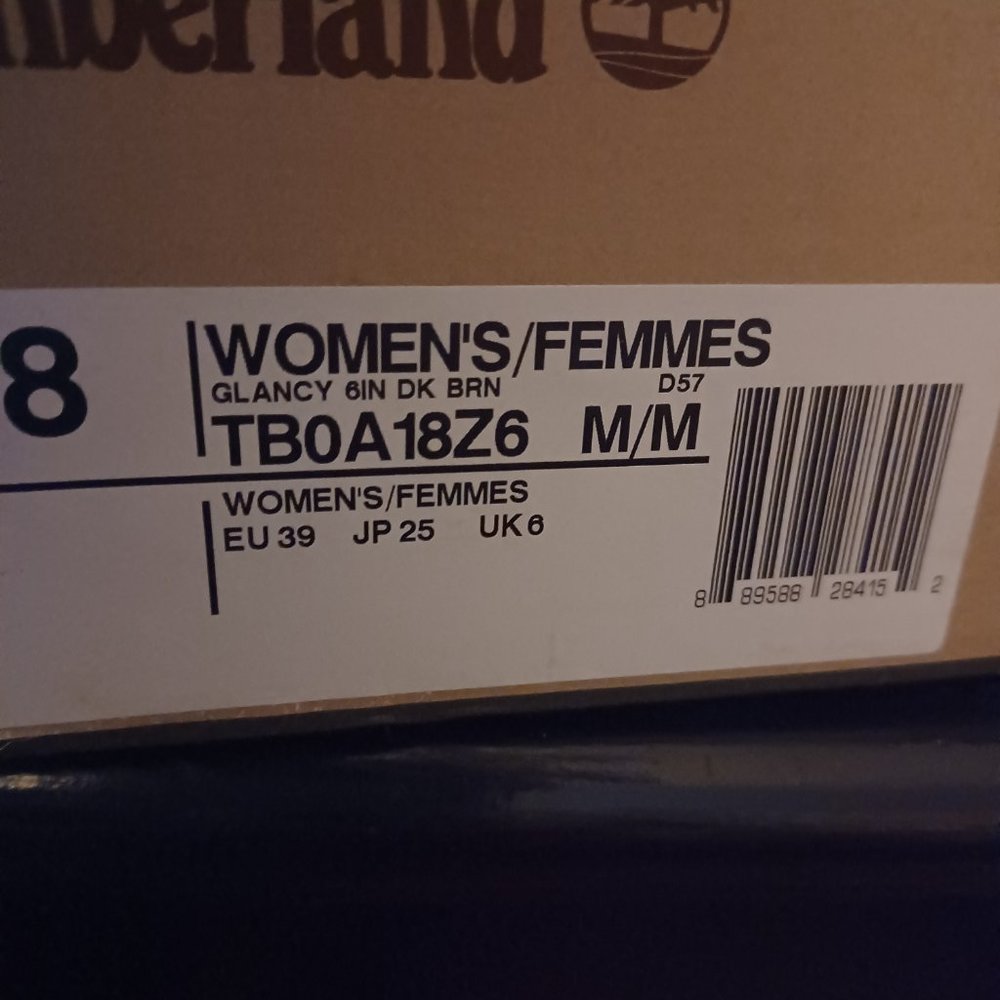 mberland
8
WOMEN'S/FEMMES
GLANCY 6IN DK BRN D57
TB0A18Z6 M/M
WOMEN'S/FEMMES
EU 39 JP 25 UK 6
8 89588 28415 2